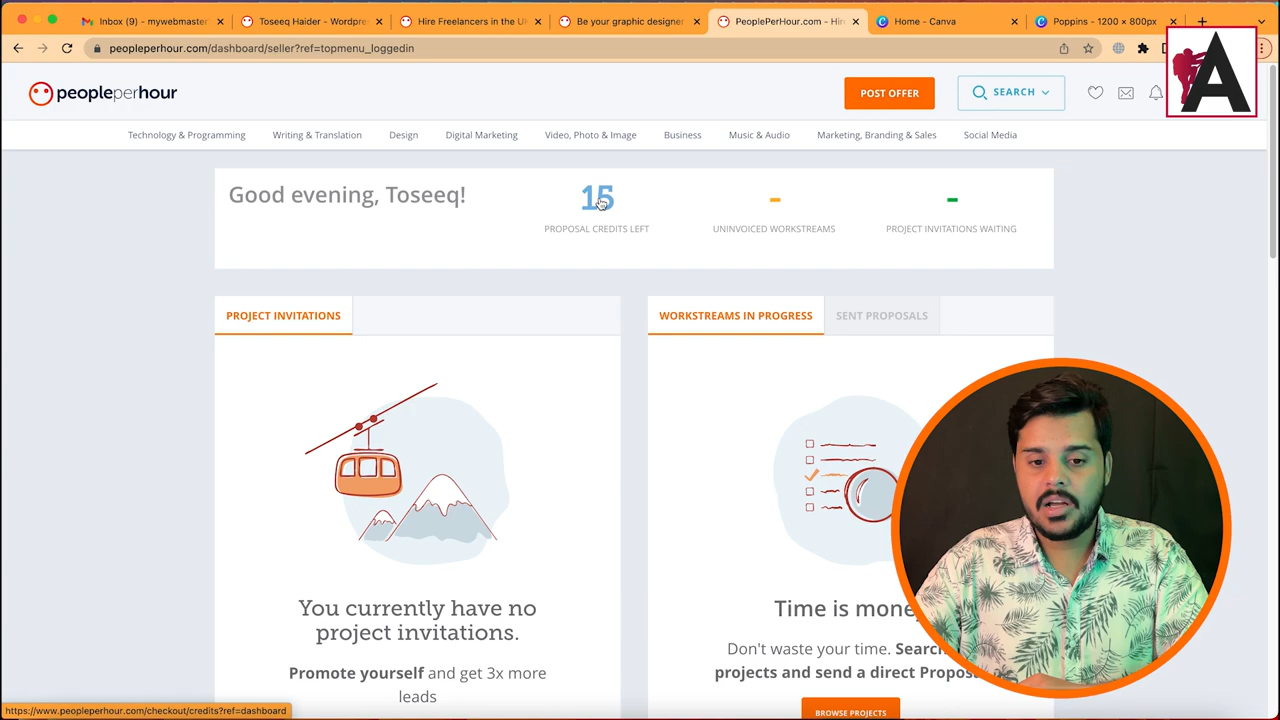 Inbox (9) - mywebmaster
Toseeq Haider - Wordpre
Hire Freelancers in the U
Be your graphic designer
PeoplePerHour.com - Hir
Home - Canva
Poppins - 1200 × 800px
peopleperhour.com/dashboard/seller?ref=topmenu_loggedin
peopleperhour
POST OFFER
SEARCH
A
Technology & Programming
Writing & Translation
Design
Digital Marketing
Video, Photo & Image
Business
Music & Audio
Marketing, Branding & Sales
Social Media
Good evening, Toseeq!
15
-
-
PROPOSAL CREDITS LEFT
UNINVOICED WORKSTREAMS
PROJECT INVITATIONS WAITING
PROJECT INVITATIONS
WORKSTREAMS IN PROGRESS
SENT PROPOSALS
You currently have no
project invitations.
Promote yourself and get 3x more
leads
Time is money
Don't waste your time. Search
projects and send a direct Propos
BROWSE PROJECTS
https://www.peopleperhour.com/checkout/credits?ref=dashboard